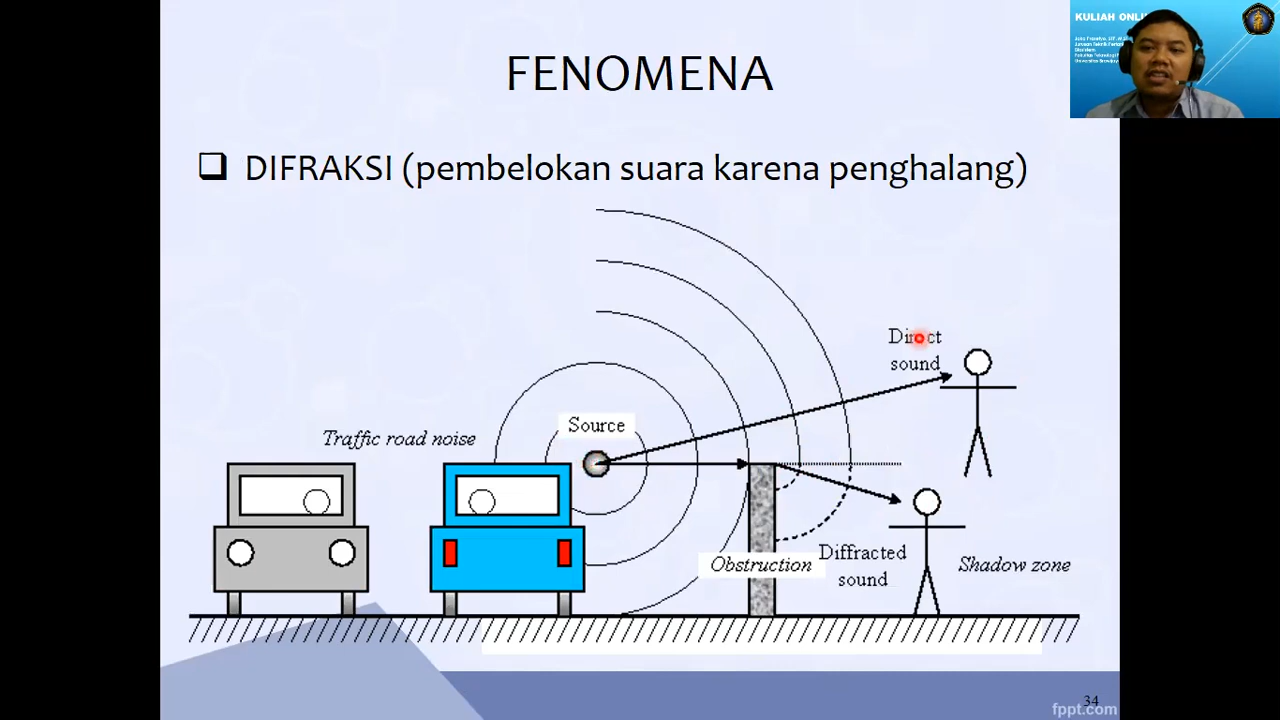 KULIAH ONLI
FENOMENA
DIFRAKSI (pembelokan suara karena penghalang)
Direct
sound
Source
Traffic road noise
Obstruction
Diffracted
sound
Shadow zone
34
fppt.com